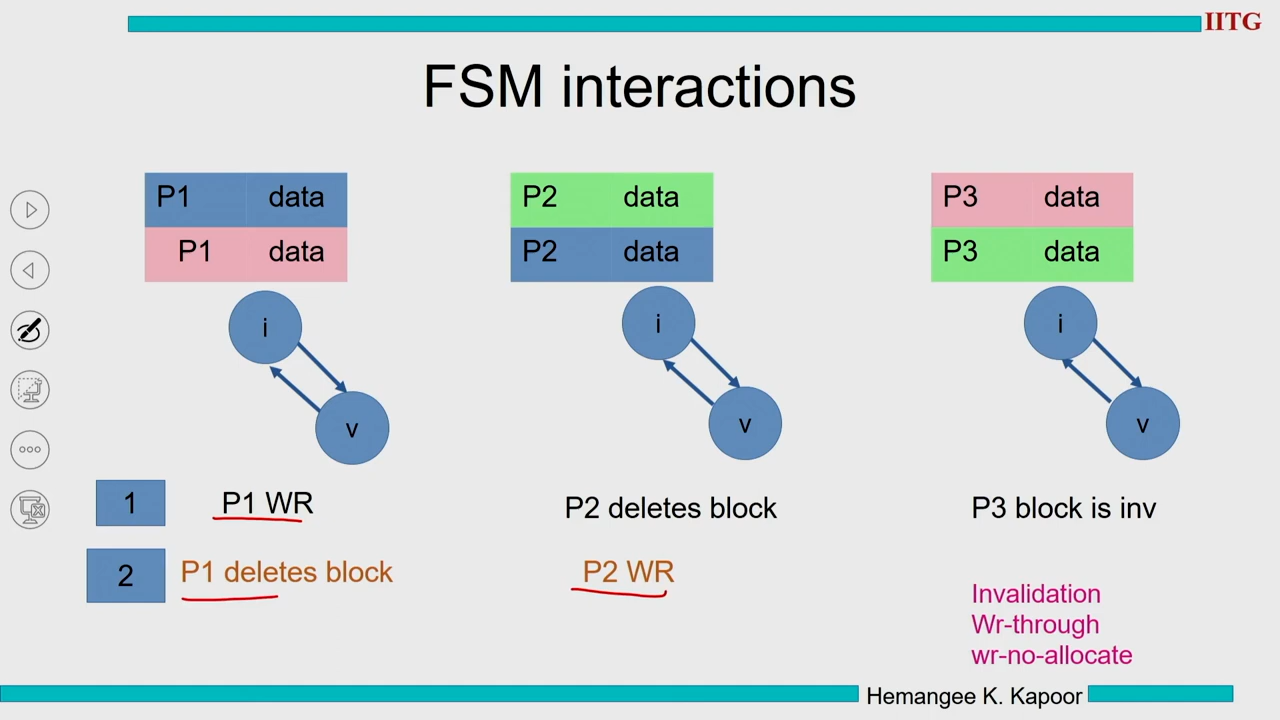 IITG
FSM interactions
P1 data
P1 data
P2 data
P2 data
P3 data
P3 data
i
v
i
v
i
v
1 P1 WR P2 deletes block P3 block is inv
2 P1 deletes block P2 WR
Invalidation
Wr-through
wr-no-allocate
Hemangee K. Kapoor